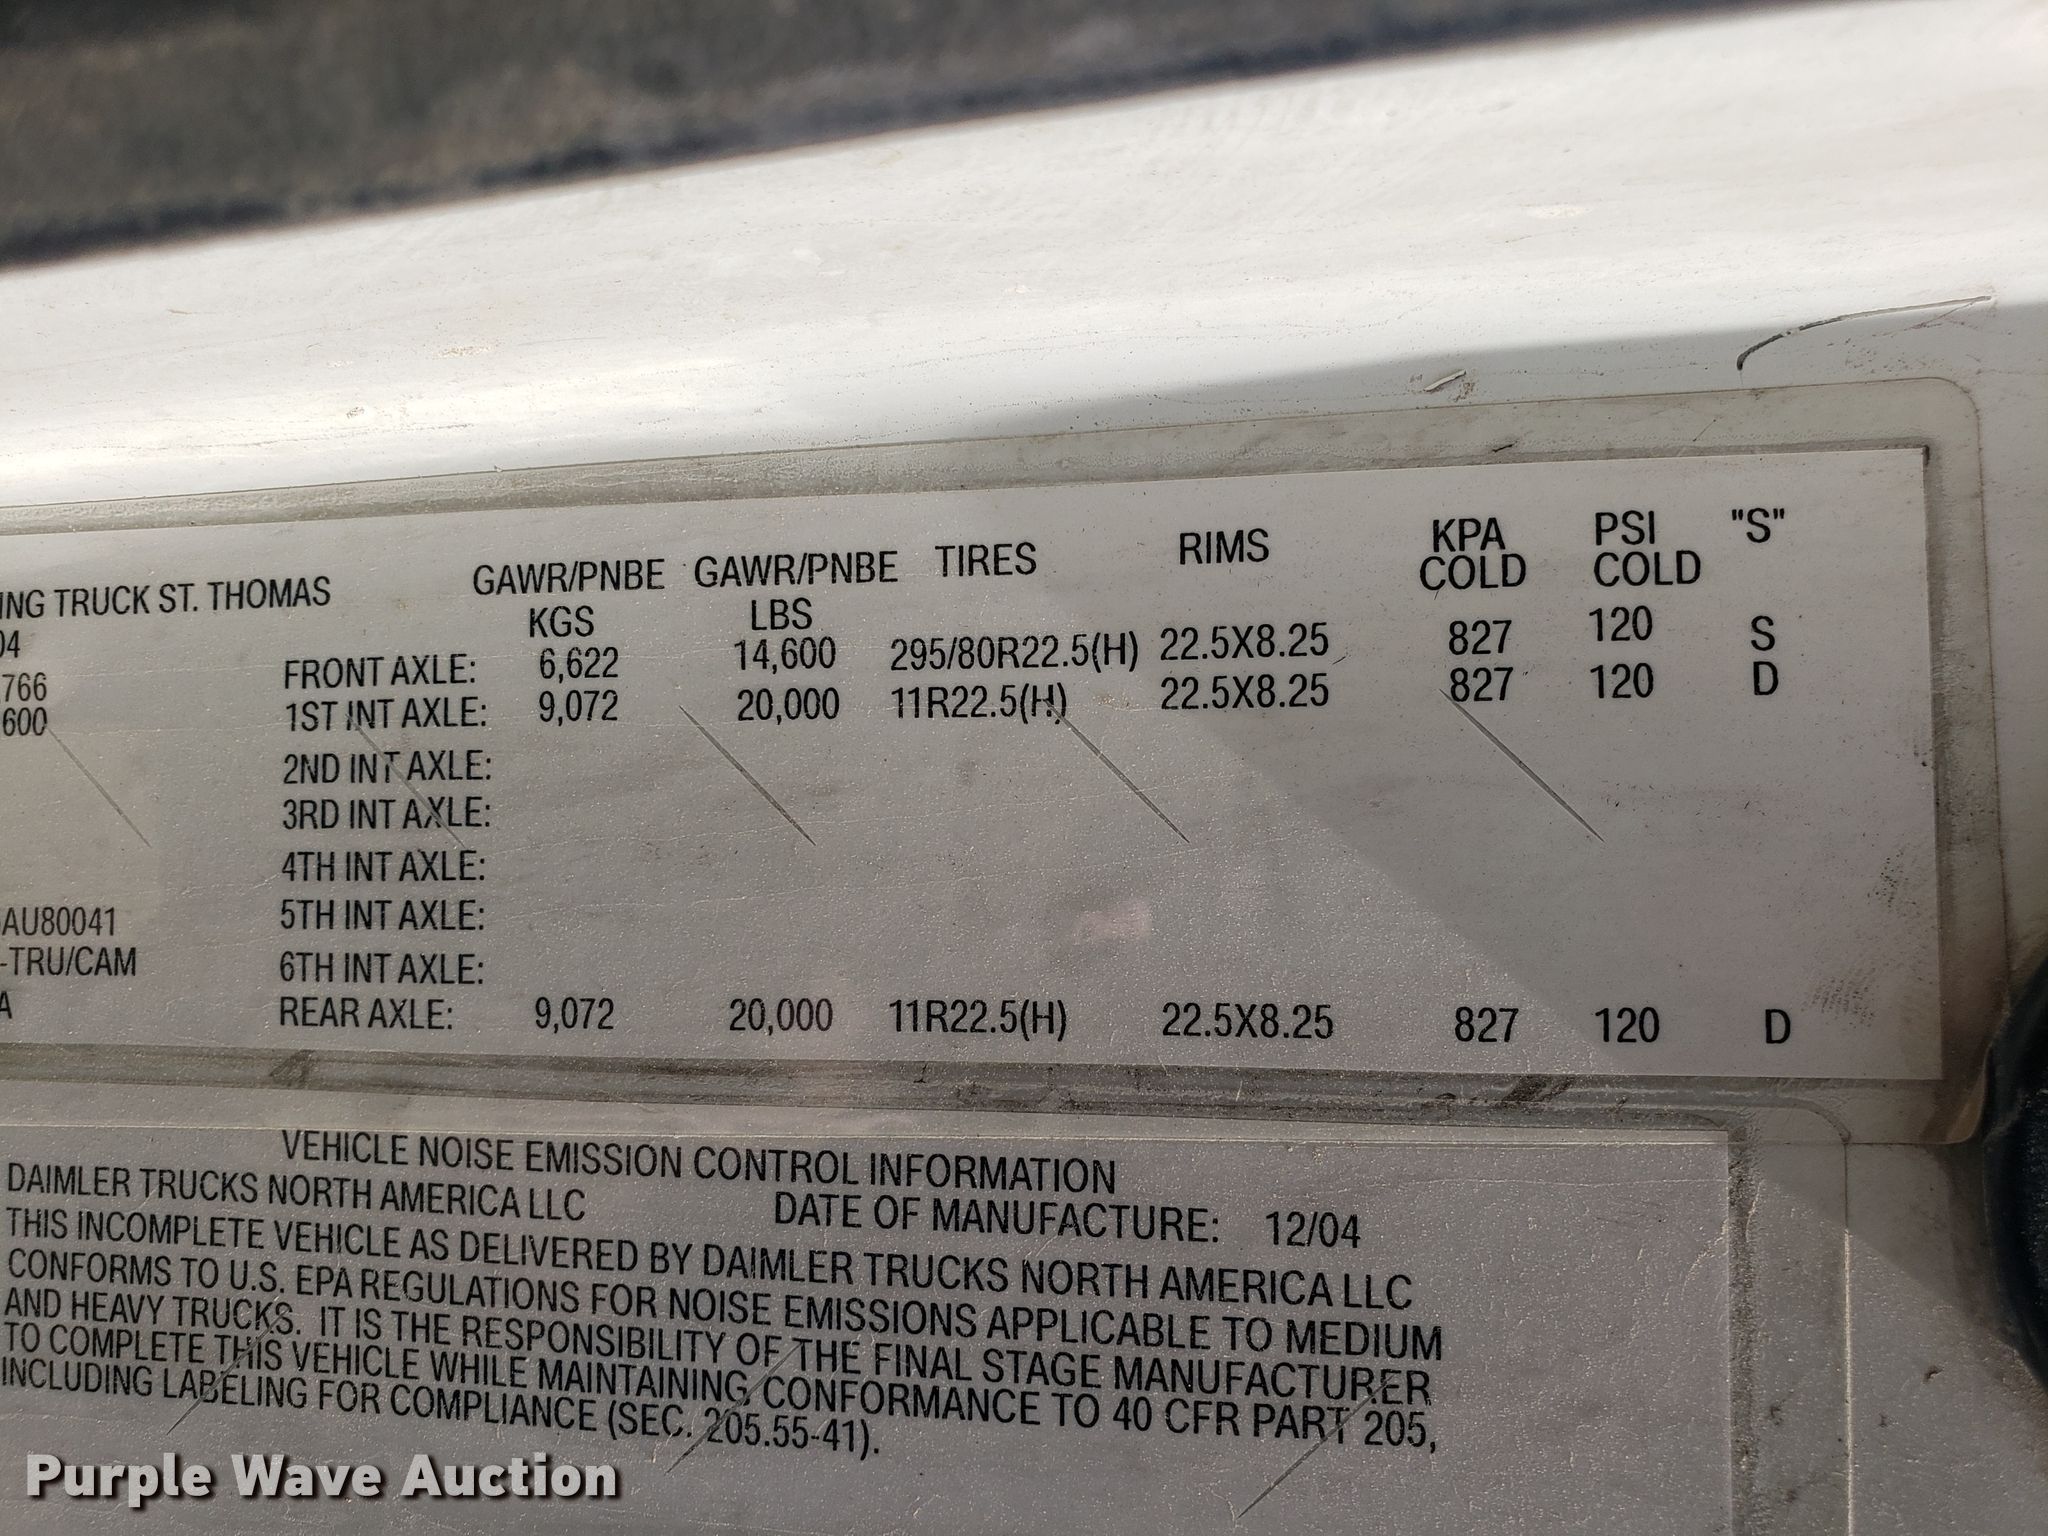 ING TRUCK ST. THOMAS
04
766
600
AU80041
-TRU/CAM
A
GAWR/PNBE KGS GAWR/PNBE LBS TIRES RIMS KPA COLD PSI COLD "S"
FRONT AXLE: 6,622 14,600 295/80R22.5(H) 22.5X8.25 827 120 S
1ST INT AXLE: 9,072 20,000 11R22.5(H) 22.5X8.25 827 120 D
2ND INT AXLE:
3RD INT AXLE:
4TH INT AXLE:
5TH INT AXLE:
6TH INT AXLE:
REAR AXLE: 9,072 20,000 11R22.5(H) 22.5X8.25 827 120 D
VEHICLE NOISE EMISSION CONTROL INFORMATION
DAIMLER TRUCKS NORTH AMERICA LLC DATE OF MANUFACTURE: 12/04
THIS INCOMPLETE VEHICLE AS DELIVERED BY DAIMLER TRUCKS NORTH AMERICA LLC
CONFORMS TO U.S. EPA REGULATIONS FOR NOISE EMISSIONS APPLICABLE TO MEDIUM
AND HEAVY TRUCKS. IT IS THE RESPONSIBILITY OF THE FINAL STAGE MANUFACTURER
TO COMPLETE THIS VEHICLE WHILE MAINTAINING CONFORMANCE TO 40 CFR PART 205,
INCLUDING LABELING FOR COMPLIANCE (SEC. 205.55-41).
Purple Wave Auction